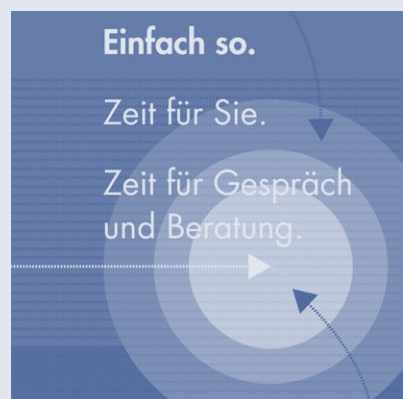 Einfach so.
Zeit für Sie.
Zeit für Gespräch
und Beratung.